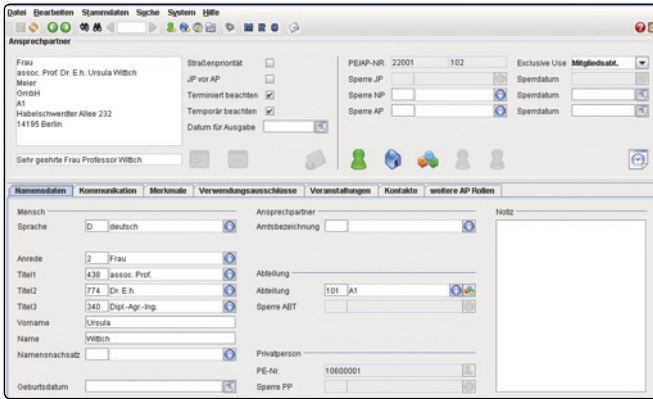 Datei Bearbeiten Stammdaten Suche System Hilfe
M R O
Ansprechpartner
Frau
assoc. Prof. Dr. E.h. Ursula Wittich
Meier
GmbH
A1
Habelschwerdter Allee 232
14195 Berlin
Sehr geehrte Frau Professor Wittich
Straßenpriorität
JP vor AP
Terminiert beachten
Temporär beachten
Datum für Ausgabe
PE/AP-NR. 22001 102
Sperre JP
Sperre NP
Sperre AP
Exclusive Use Mitgliedsabt.
Sperrdatum
Sperrdatum
Sperrdatum
Namensdaten Kommunikation Merkmale Verwendungsausschlüsse Veranstaltungen Kontakte weitere AP Rollen
Mensch
Sprache D deutsch
Anrede 2 Frau
Titel1 430 assoc. Prof.
Titel2 774 Dr. E.h.
Titel3 340 Dipl.-Agr.-Ing.
Vorname Ursula
Name Wittich
Namensnachsatz
Geburtsdatum
Ansprechpartner
Amtsbezeichnung
Abteilung
Abteilung 101 A1
Sperre ABT
Privatperson
PE-Nr. 10600001
Sperre PP
Notiz